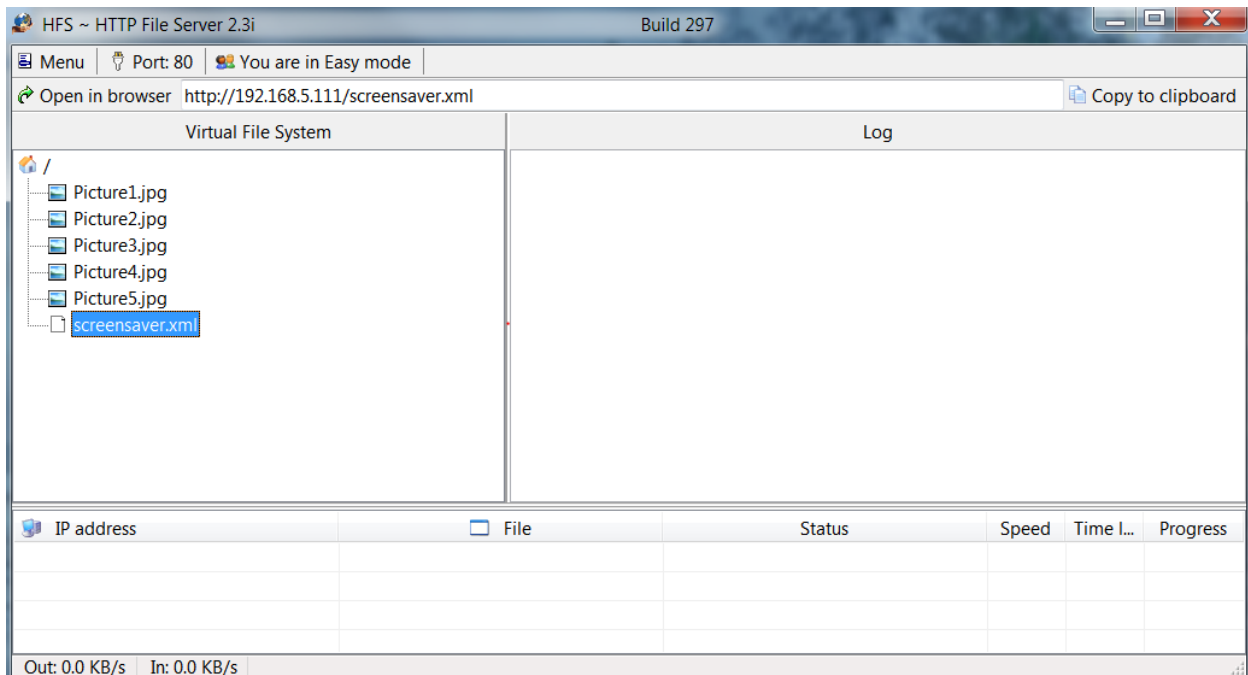 HFS ~ HTTP File Server 2.3i Build 297
Menu Port: 80 You are in Easy mode
Open in browser http://192.168.5.111/screensaver.xml Copy to clipboard
Virtual File System Log
/
Picture1.jpg
Picture2.jpg
Picture3.jpg
Picture4.jpg
Picture5.jpg
screensaver.xml
IP address File Status Speed Time l... Progress
Out: 0.0 KB/s In: 0.0 KB/s